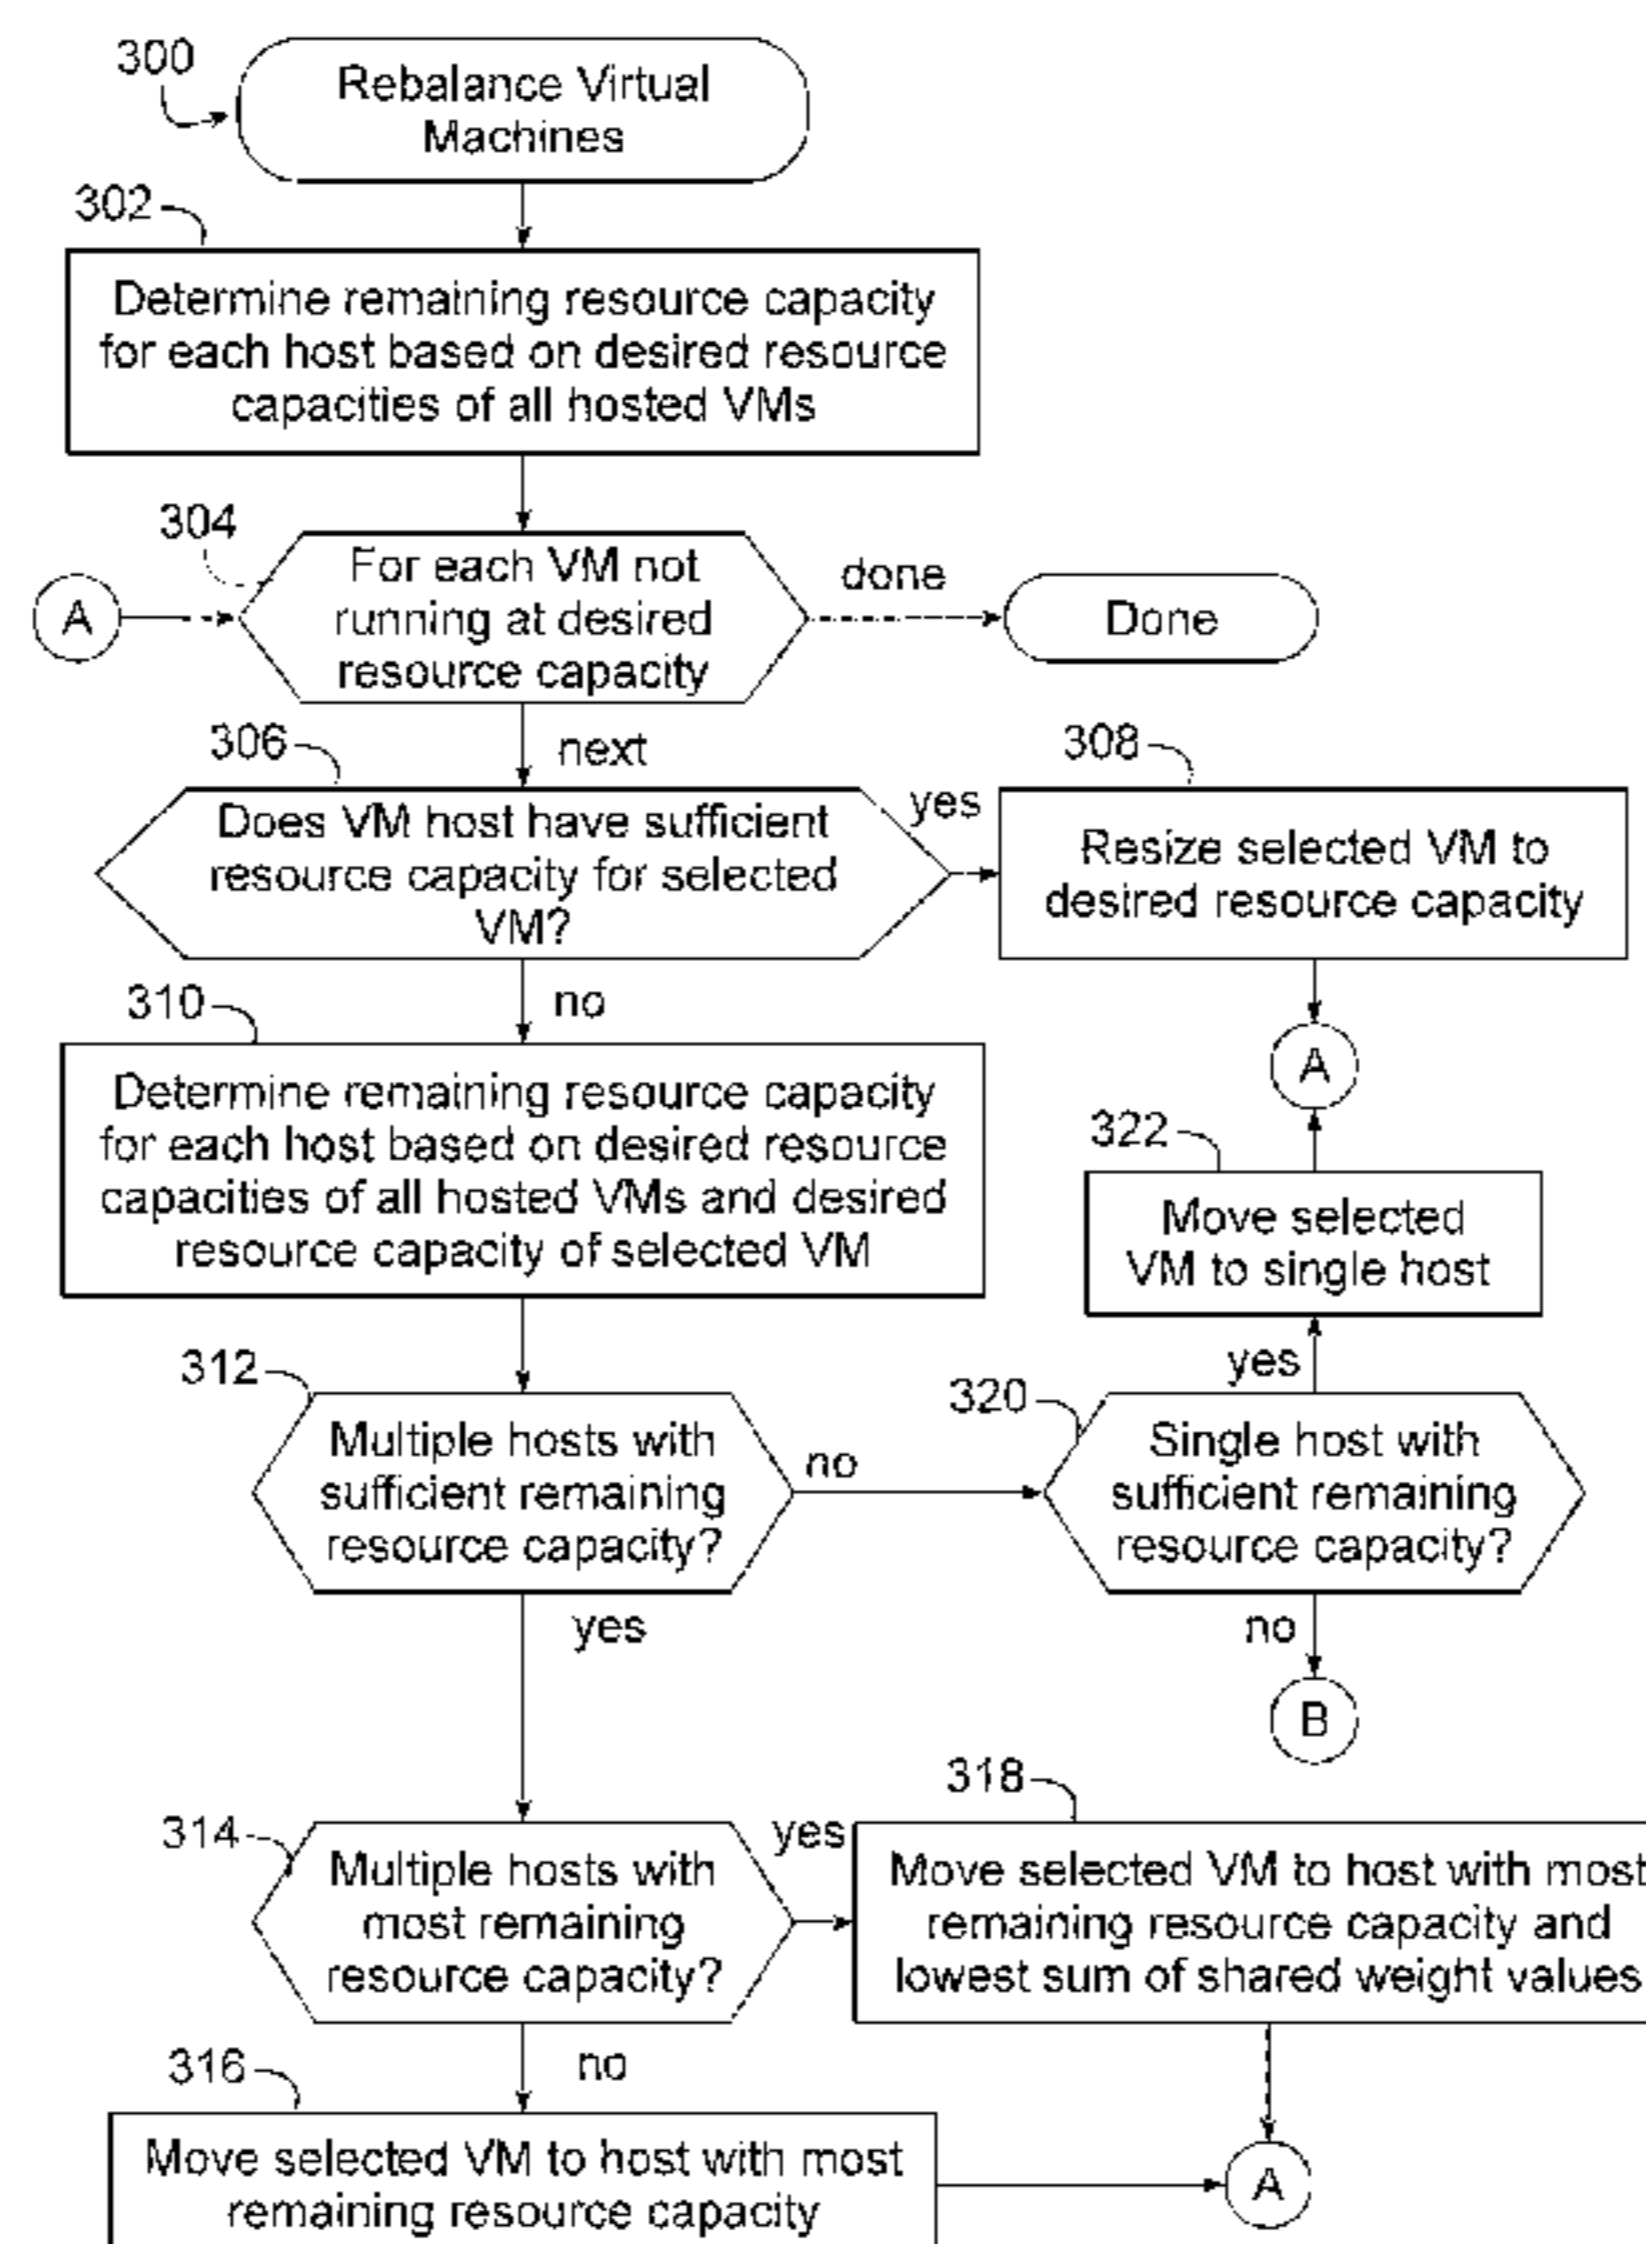 300
Rebalance Virtual
Machines
302
Determine remaining resource capacity
for each host based on desired resource
capacities of all hosted VMs
304
For each VM not
running at desired
resource capacity
done
Done
A
next
306
Does VM host have sufficient
resource capacity for selected
VM?
yes
308
Resize selected VM to
desired resource capacity
no
A
310
Determine remaining resource capacity
for each host based on desired resource
capacities of all hosted VMs and desired
resource capacity of selected VM
322
Move selected
VM to single host
yes
312
Multiple hosts with
sufficient remaining
resource capacity?
no
320
Single host with
sufficient remaining
resource capacity?
yes
no
B
314
Multiple hosts with
most remaining
resource capacity?
yes
318
Move selected VM to host with most
remaining resource capacity and
lowest sum of shared weight values
no
316
Move selected VM to host with most
remaining resource capacity
A